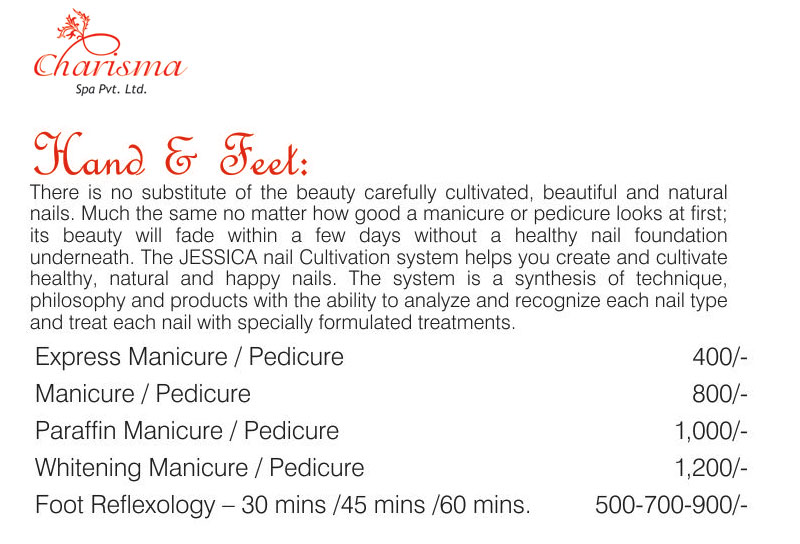 Charisma
Spa Pvt. Ltd.
Hand & Feet:
There is no substitute of the beauty carefully cultivated, beautiful and natural
nails. Much the same no matter how good a manicure or pedicure looks at first;
its beauty will fade within a few days without a healthy nail foundation
underneath. The JESSICA nail Cultivation system helps you create and cultivate
healthy, natural and happy nails. The system is a synthesis of technique,
philosophy and products with the ability to analyze and recognize each nail type
and treat each nail with specially formulated treatments.
Express Manicure / Pedicure 400/-
Manicure / Pedicure 800/-
Paraffin Manicure / Pedicure 1,000/-
Whitening Manicure / Pedicure 1,200/-
Foot Reflexology – 30 mins /45 mins /60 mins. 500-700-900/-